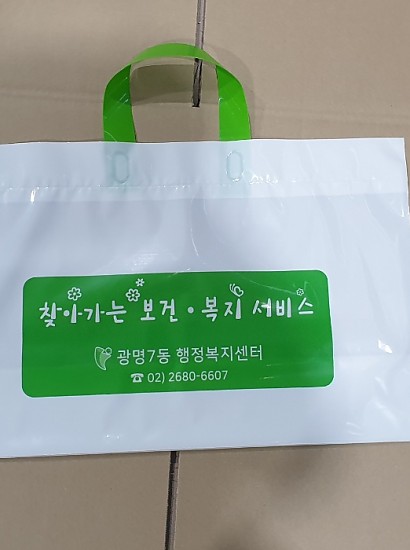 찾아가는 보건·복지 서비스
광명7동 행정복지센터
☎ 02) 2680-6607